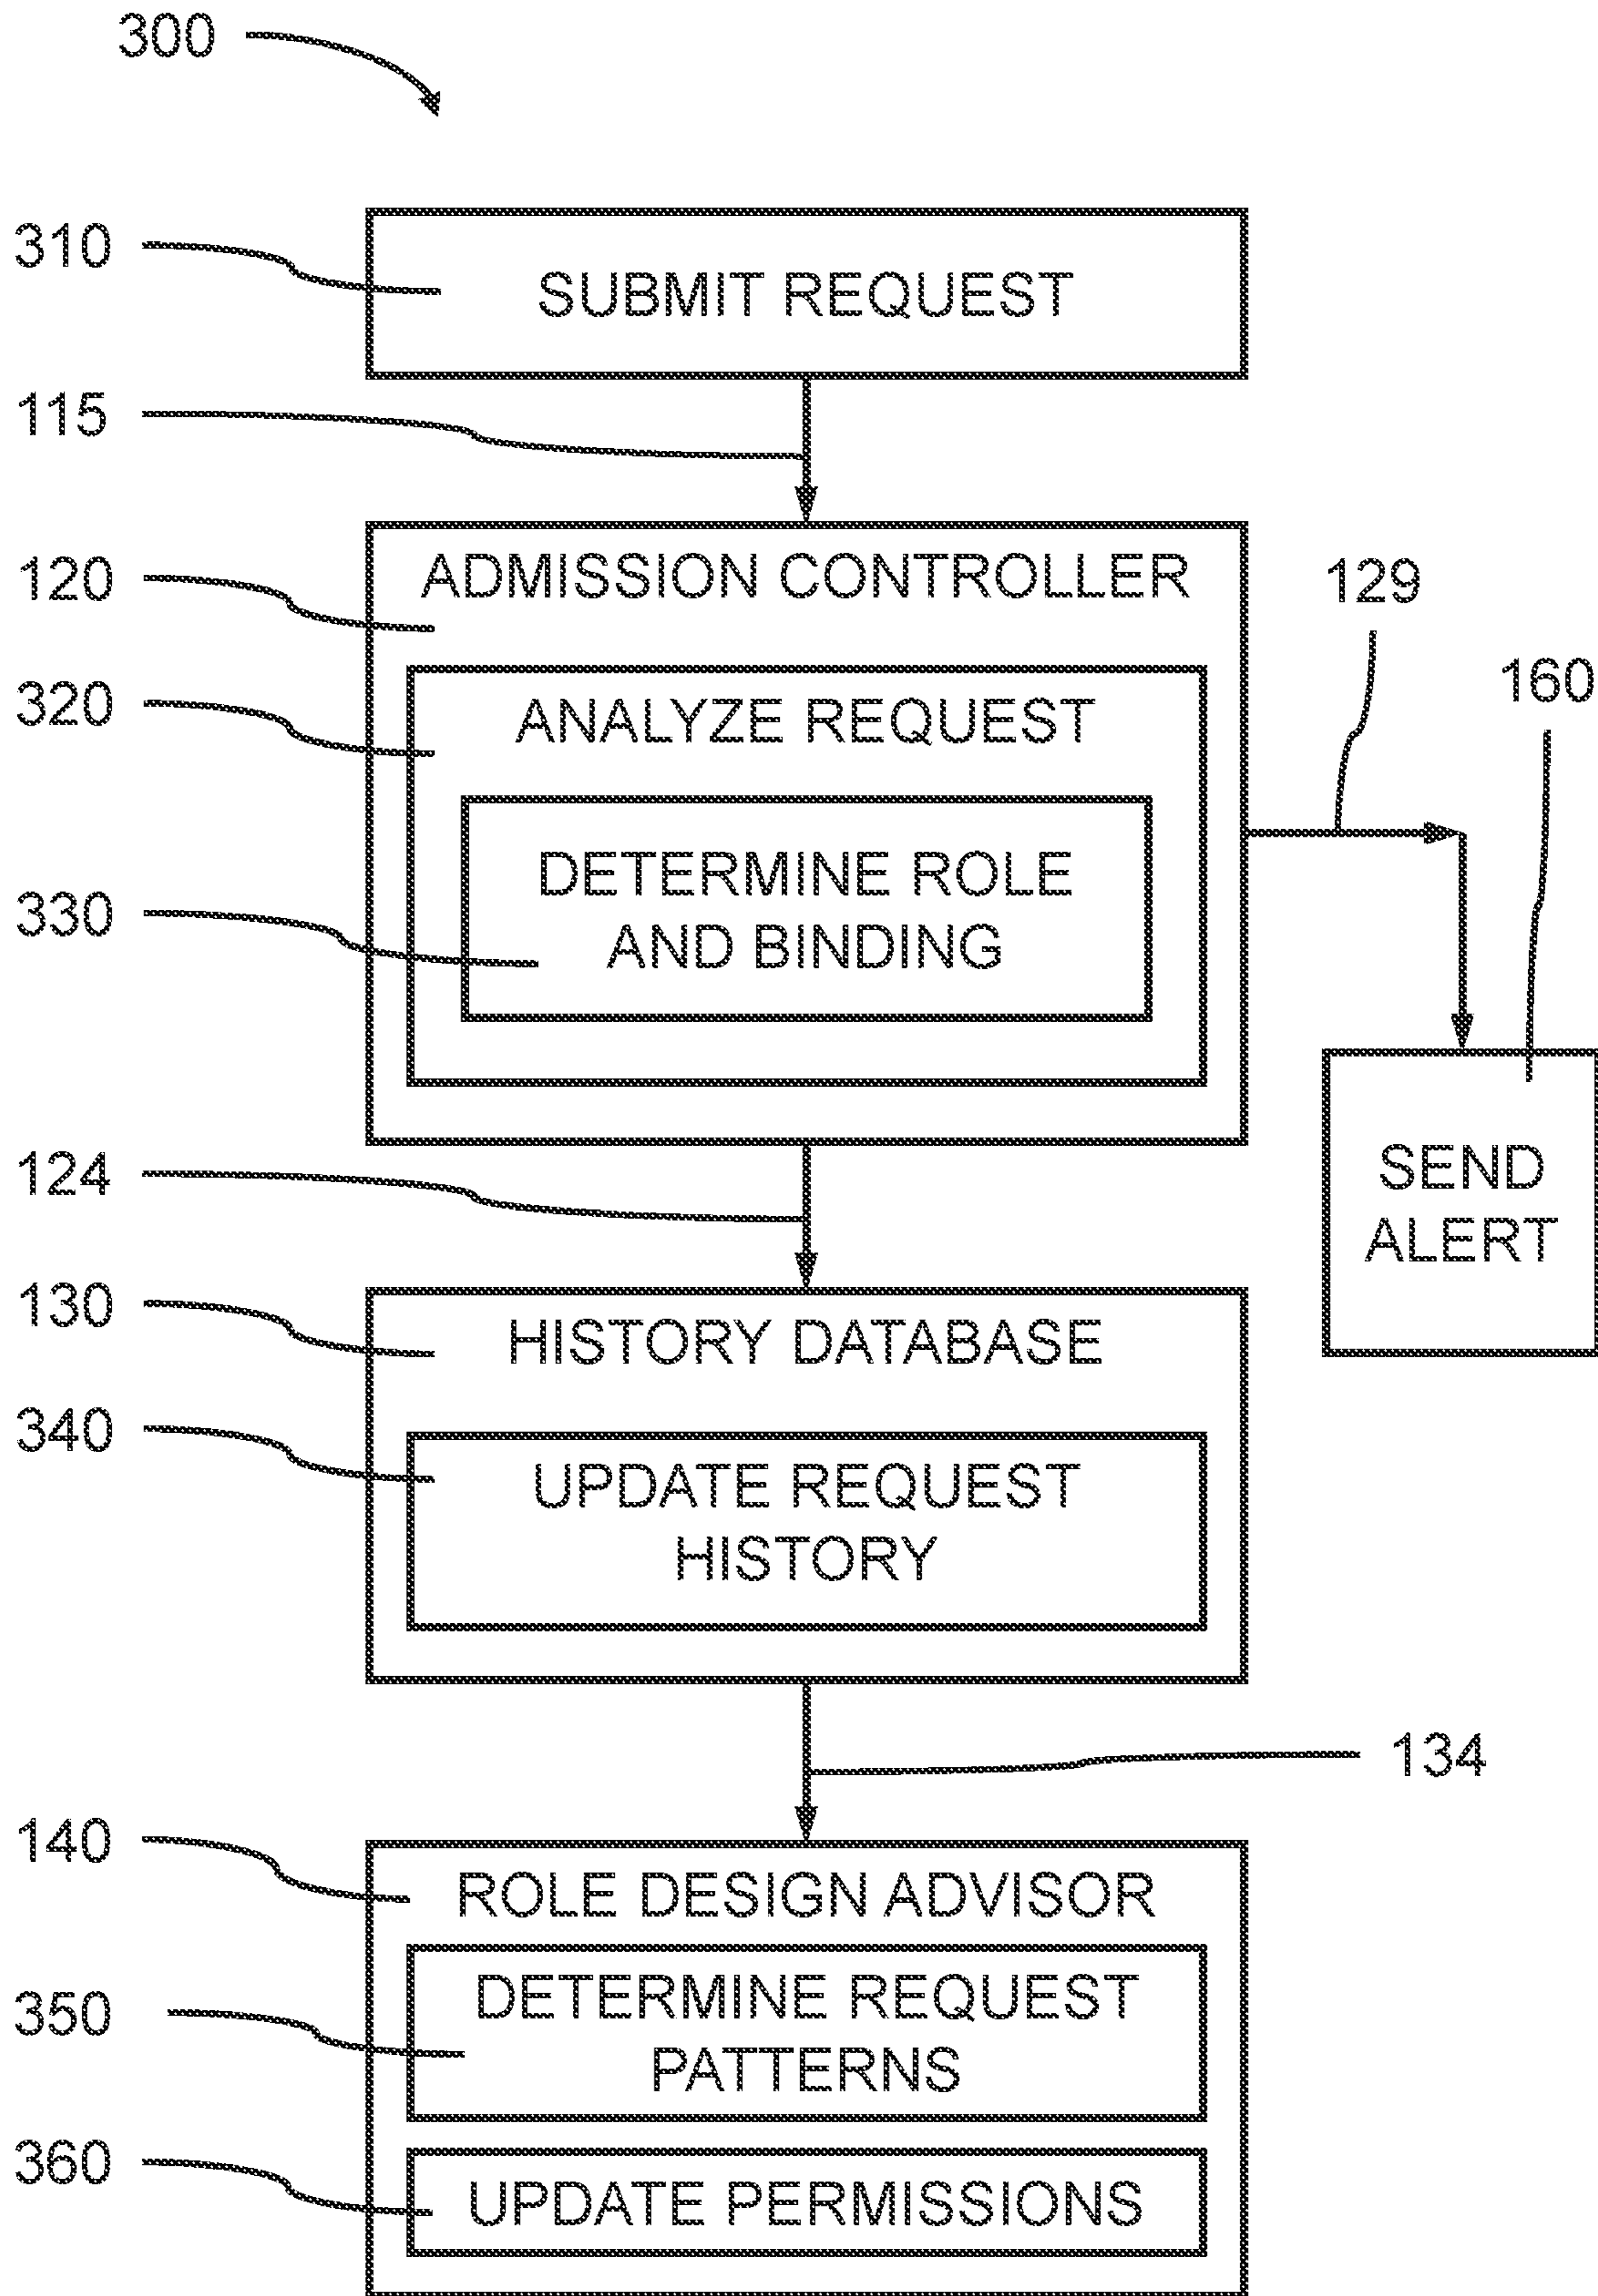 300
310
SUBMIT REQUEST
115
120
ADMISSION CONTROLLER
129
320
ANALYZE REQUEST
160
330
DETERMINE ROLE
AND BINDING
124
SEND
ALERT
130
HISTORY DATABASE
340
UPDATE REQUEST
HISTORY
134
140
ROLE DESIGN ADVISOR
350
DETERMINE REQUEST
PATTERNS
360
UPDATE PERMISSIONS